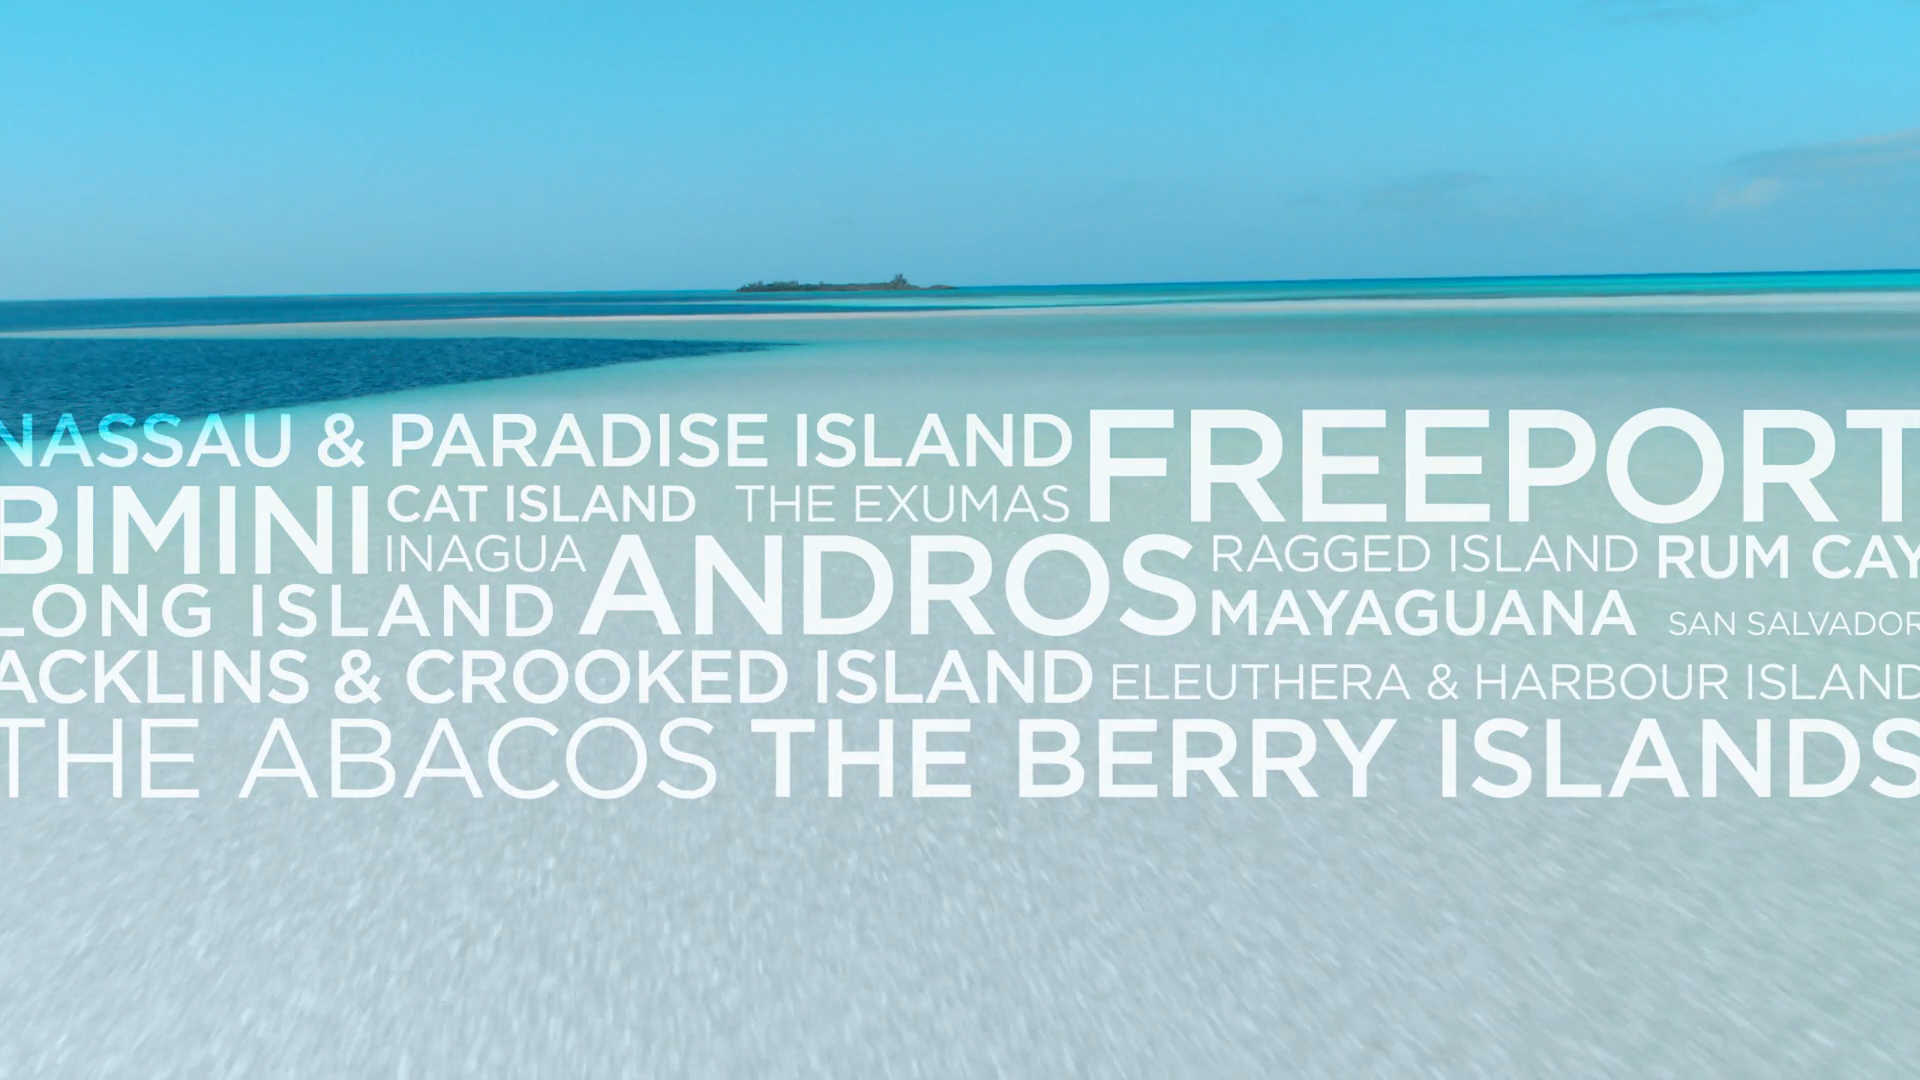 NASSAU & PARADISE ISLAND
FREEPORT
BIMINI
CAT ISLAND
THE EXUMAS
INAGUA
ANDROS
RAGGED ISLAND
RUM CAY
LONG ISLAND
MAYAGUANA
SAN SALVADOR
ACKLINS & CROOKED ISLAND
ELEUTHERA & HARBOUR ISLAND
THE ABACOS
THE BERRY ISLANDS